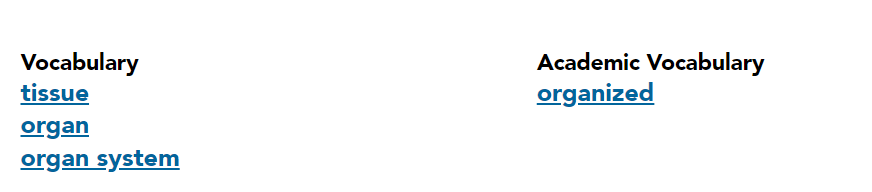 Vocabulary
tissue
organ
organ system
Academic Vocabulary
organized